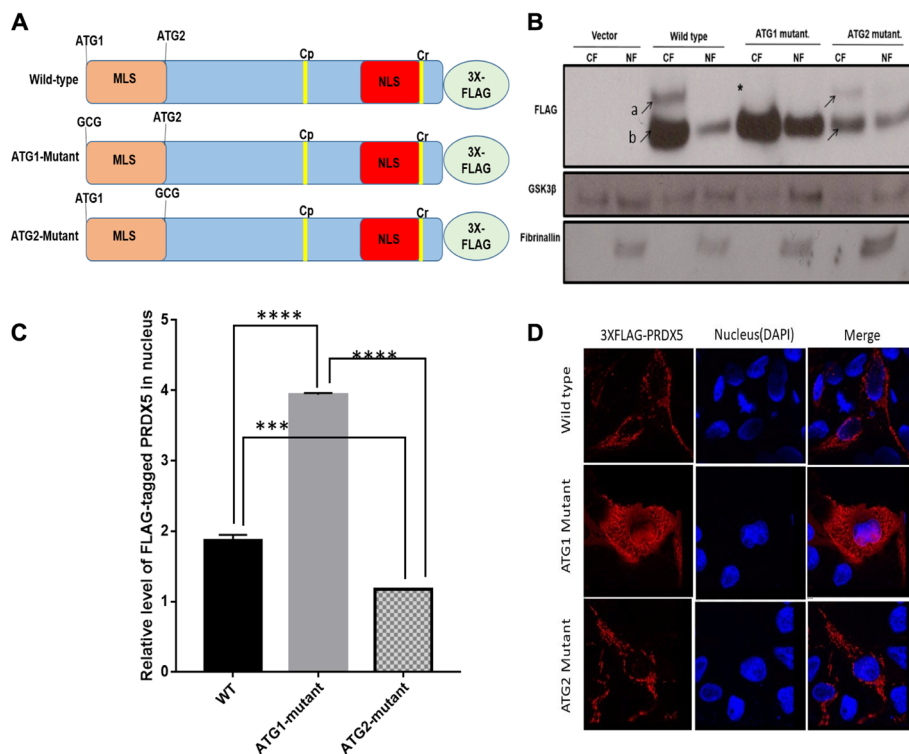 A
ATG1
ATG2
Wild-type
MLS
Cp
NLS
Cr
3X-
FLAG
GCG
ATG2
ATG1-Mutant
MLS
Cp
NLS
Cr
3X-
FLAG
ATG1
GCG
ATG2-Mutant
MLS
Cp
NLS
Cr
3X-
FLAG
B
Vector
Wild type
ATG1 mutant.
ATG2 mutant.
CF NF CF NF CF NF CF NF
FLAG
a
b
*
GSK3β
Fibrinallin
C
Relative level of FLAG-tagged PRDX5 in nucleus
5
4
3
2
1
0
****
****
***
WT
ATG1-mutant
ATG2-mutant
D
3XFLAG-PRDX5 Nucleus(DAPI) Merge
Wild type
ATG1 Mutant
ATG2 Mutant